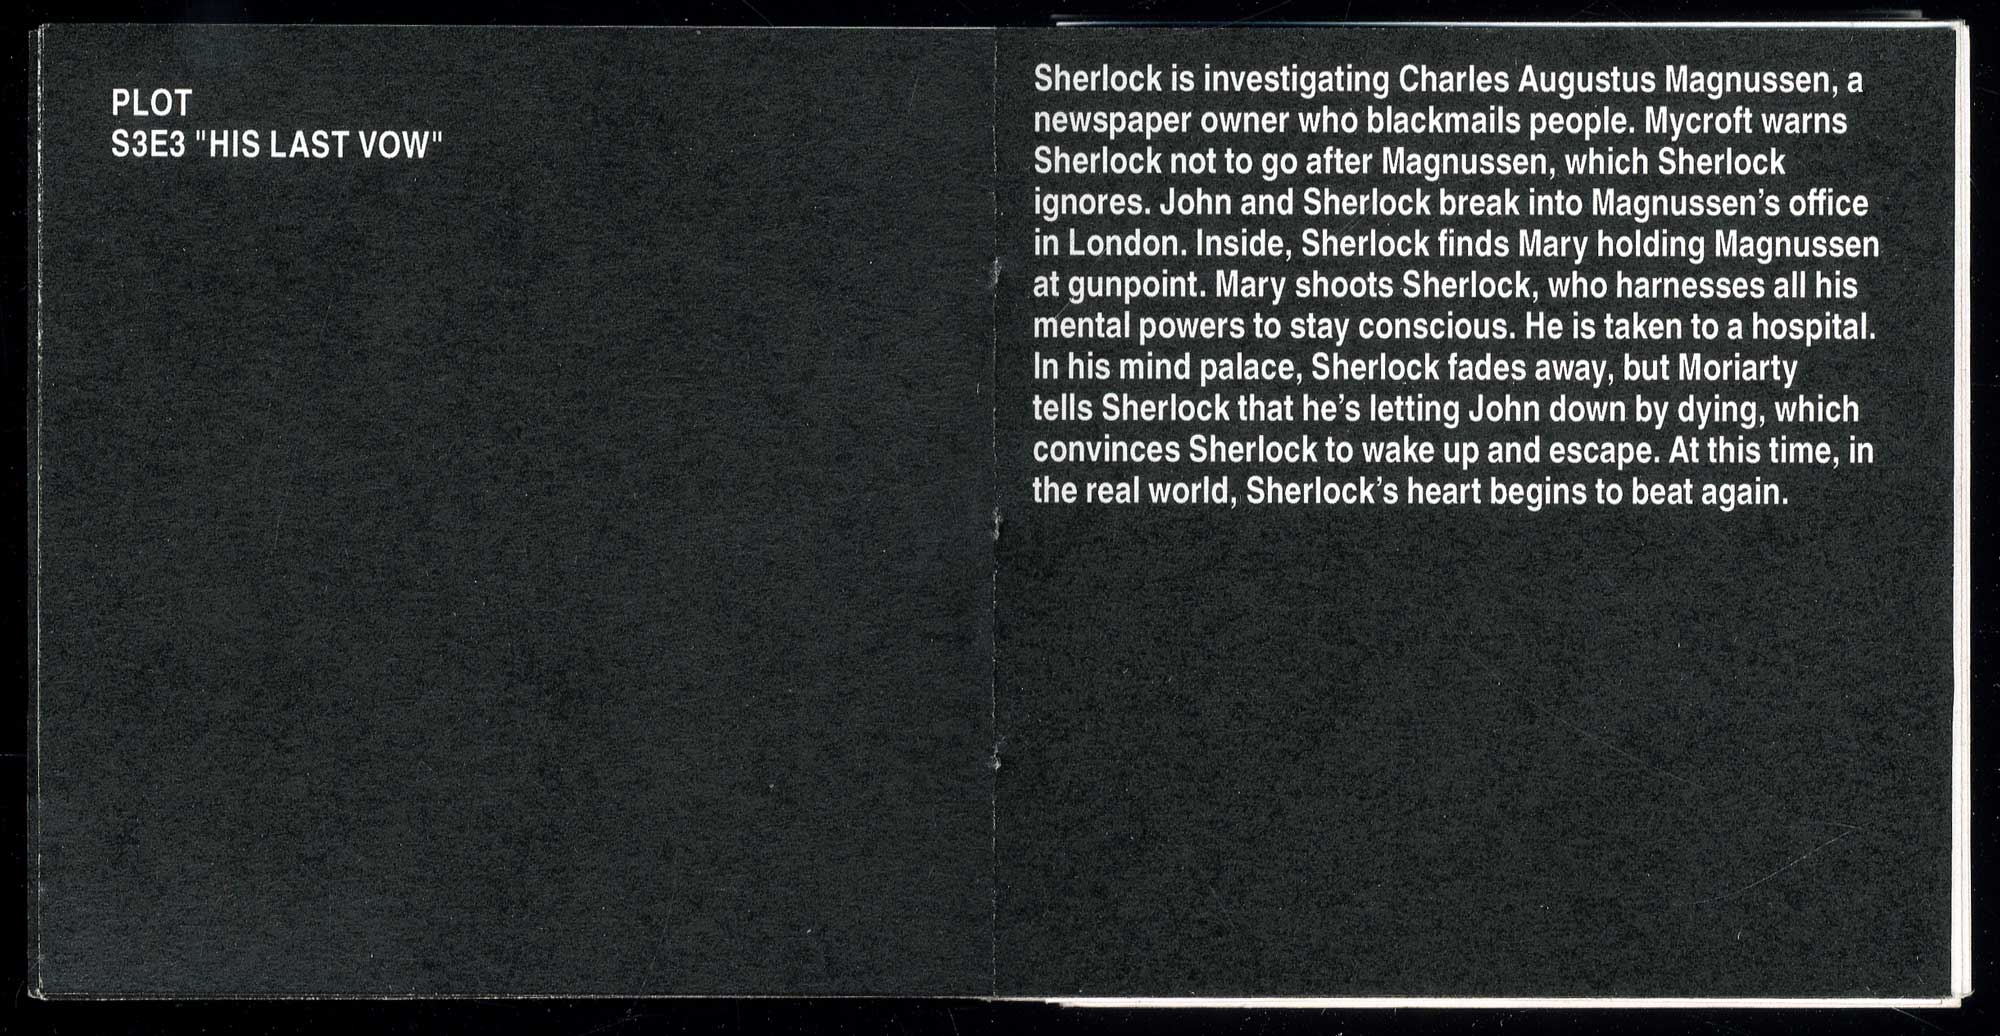 PLOT
S3E3 "HIS LAST VOW"
Sherlock is investigating Charles Augustus Magnussen, a
newspaper owner who blackmails people. Mycroft warns
Sherlock not to go after Magnussen, which Sherlock
ignores. John and Sherlock break into Magnussen’s office
in London. Inside, Sherlock finds Mary holding Magnussen
at gunpoint. Mary shoots Sherlock, who harnesses all his
mental powers to stay conscious. He is taken to a hospital.
In his mind palace, Sherlock fades away, but Moriarty
tells Sherlock that he’s letting John down by dying, which
convinces Sherlock to wake up and escape. At this time, in
the real world, Sherlock’s heart begins to beat again.